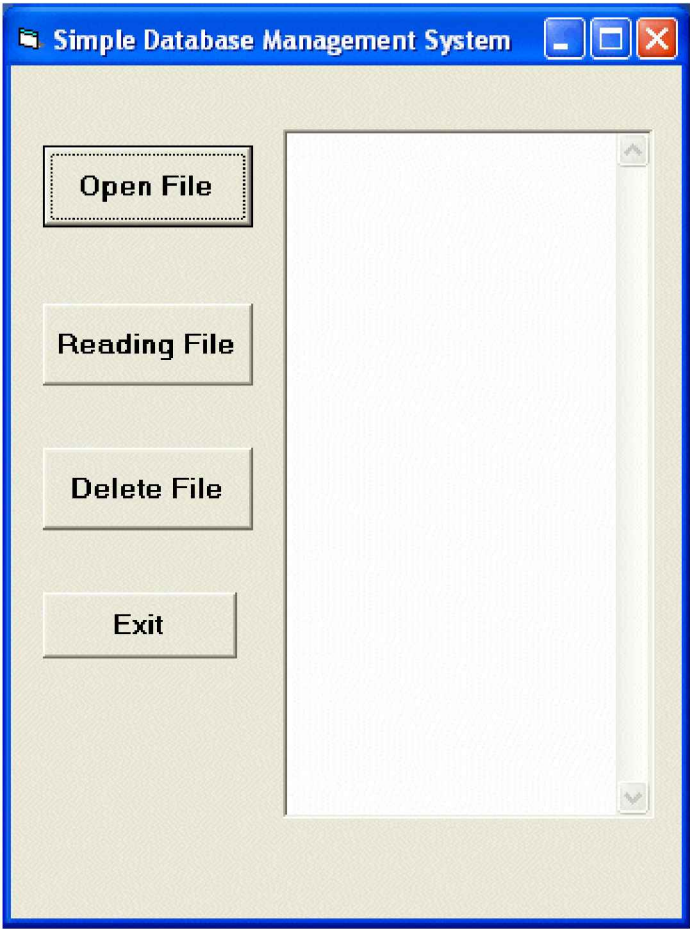 Simple Database Management System
Open File
Reading File
Delete File
Exit